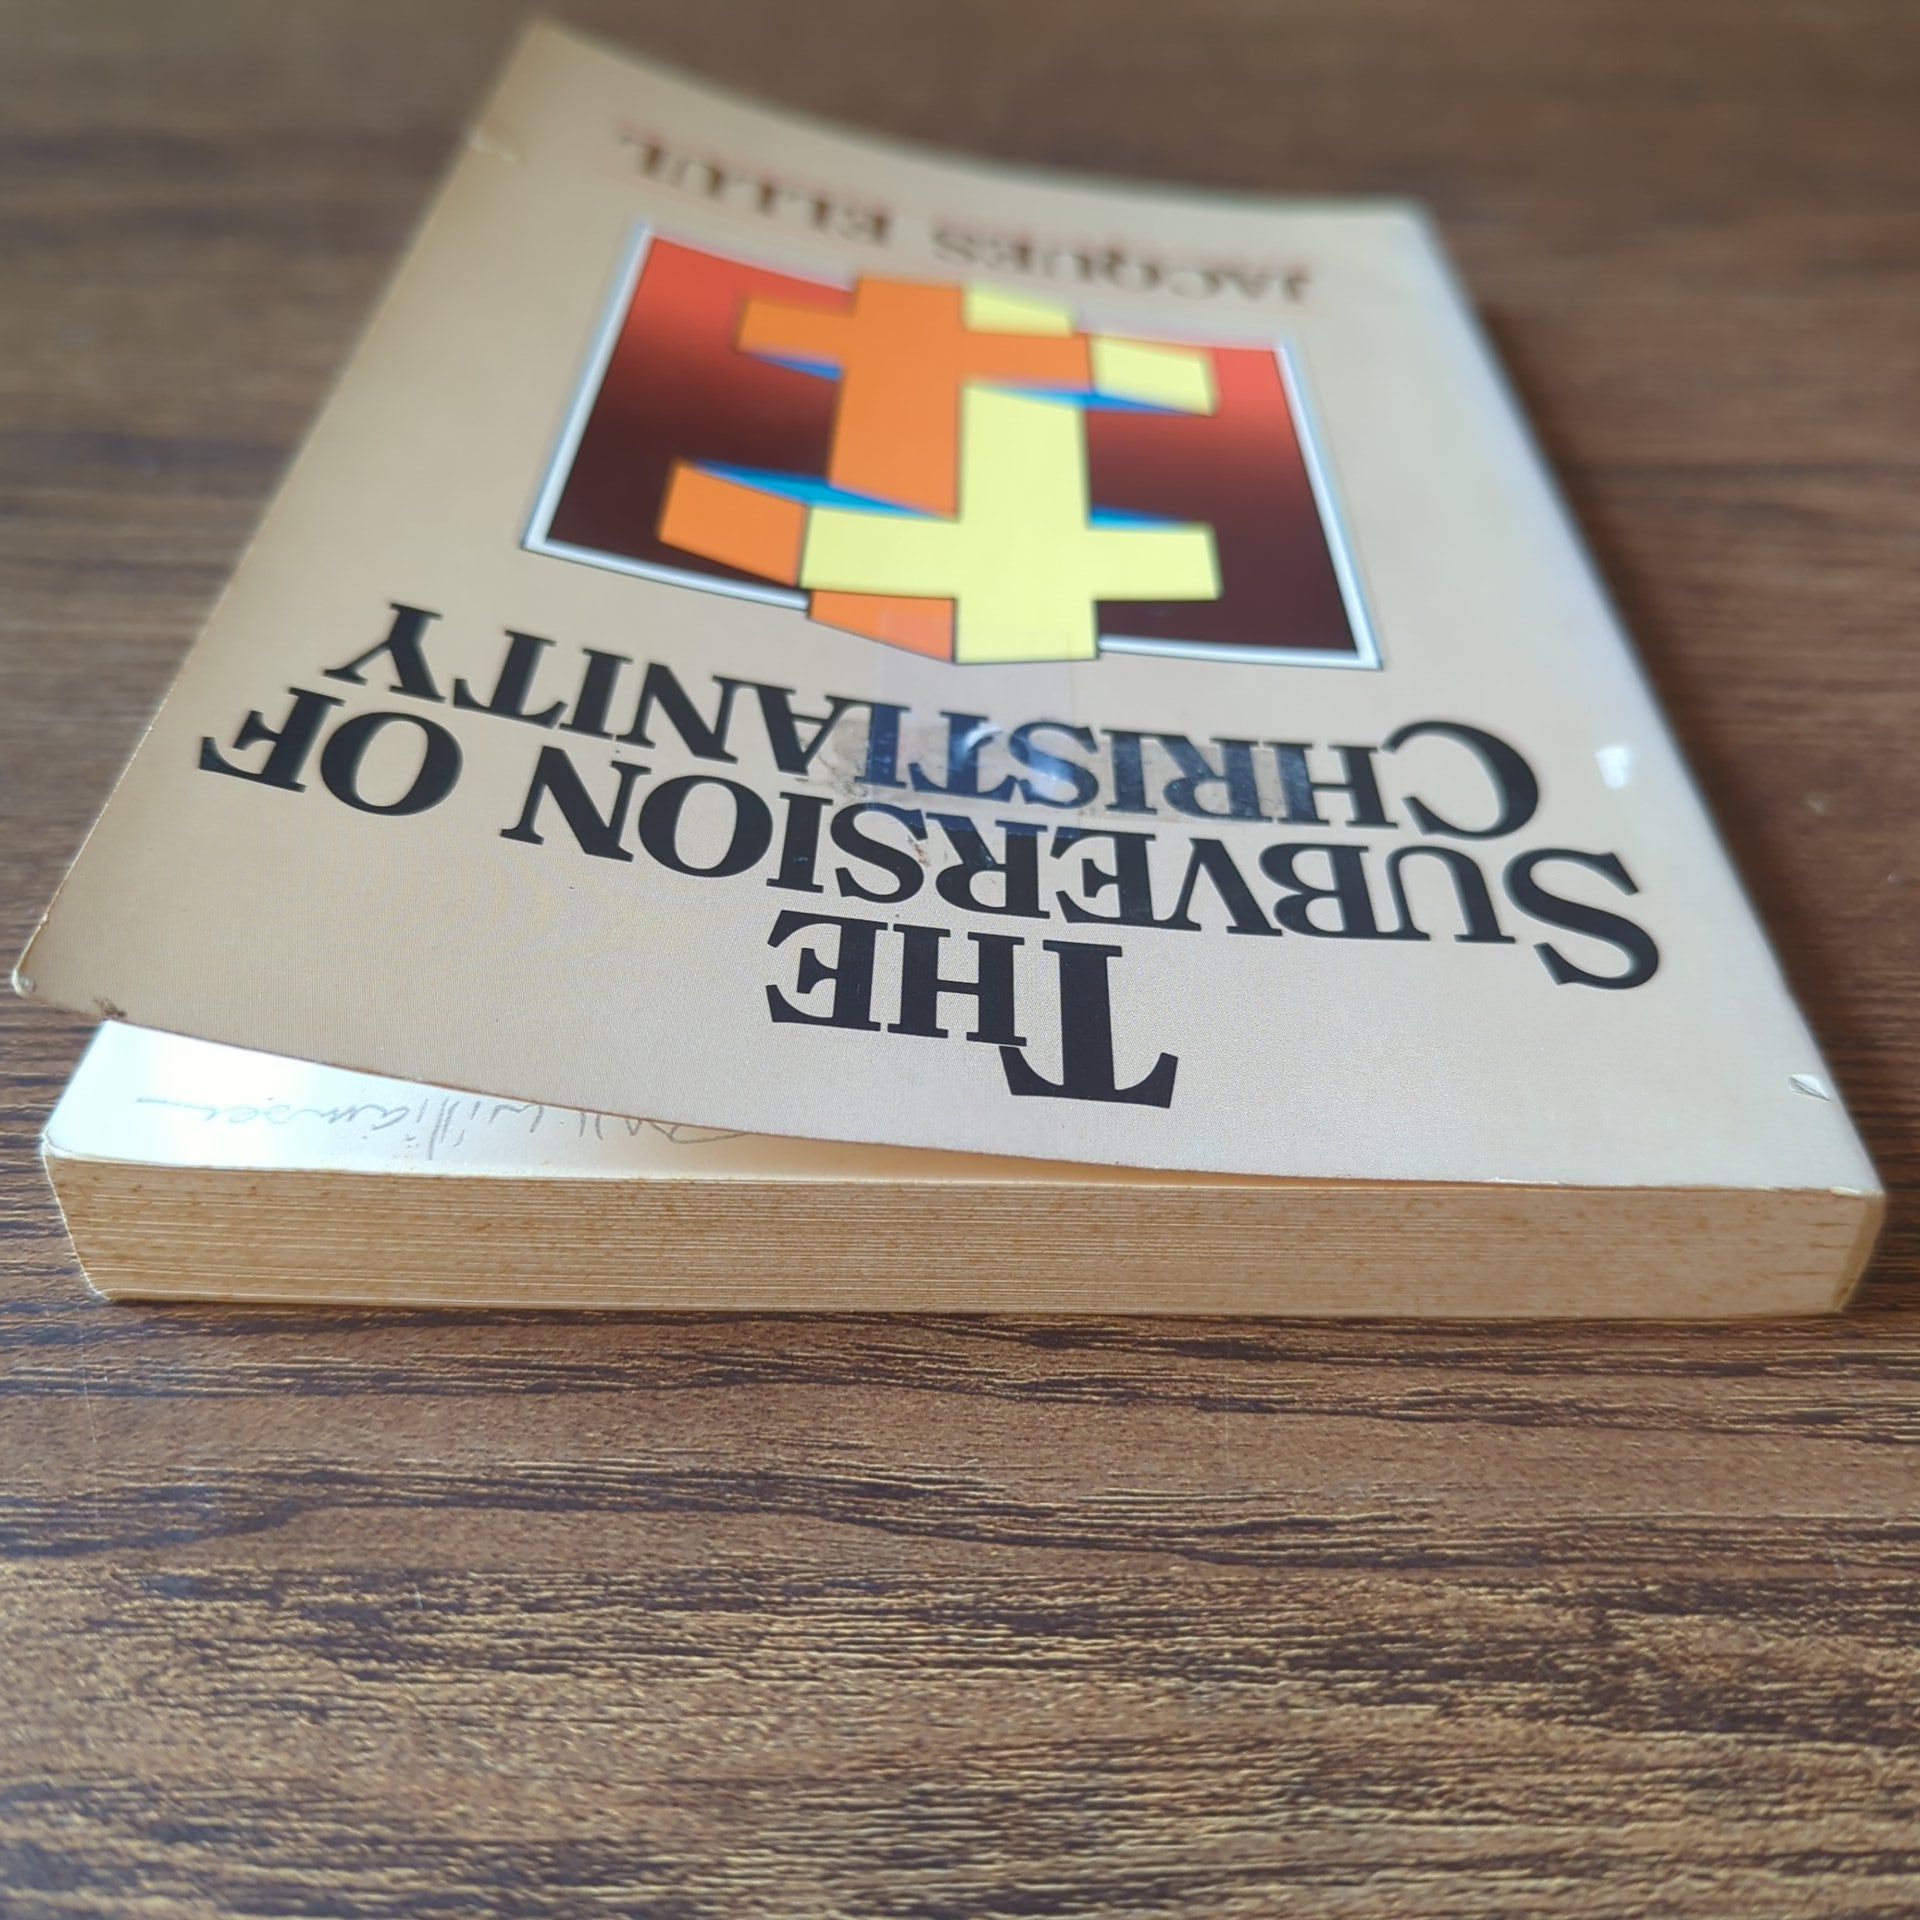 THE
SUBVERSION OF
CHRISTIANITY
JACQUES ELLUL